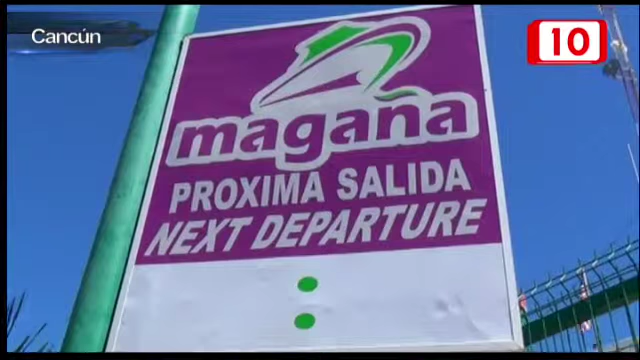 Cancún
10
magana
PROXIMA SALIDA
NEXT DEPARTURE
: